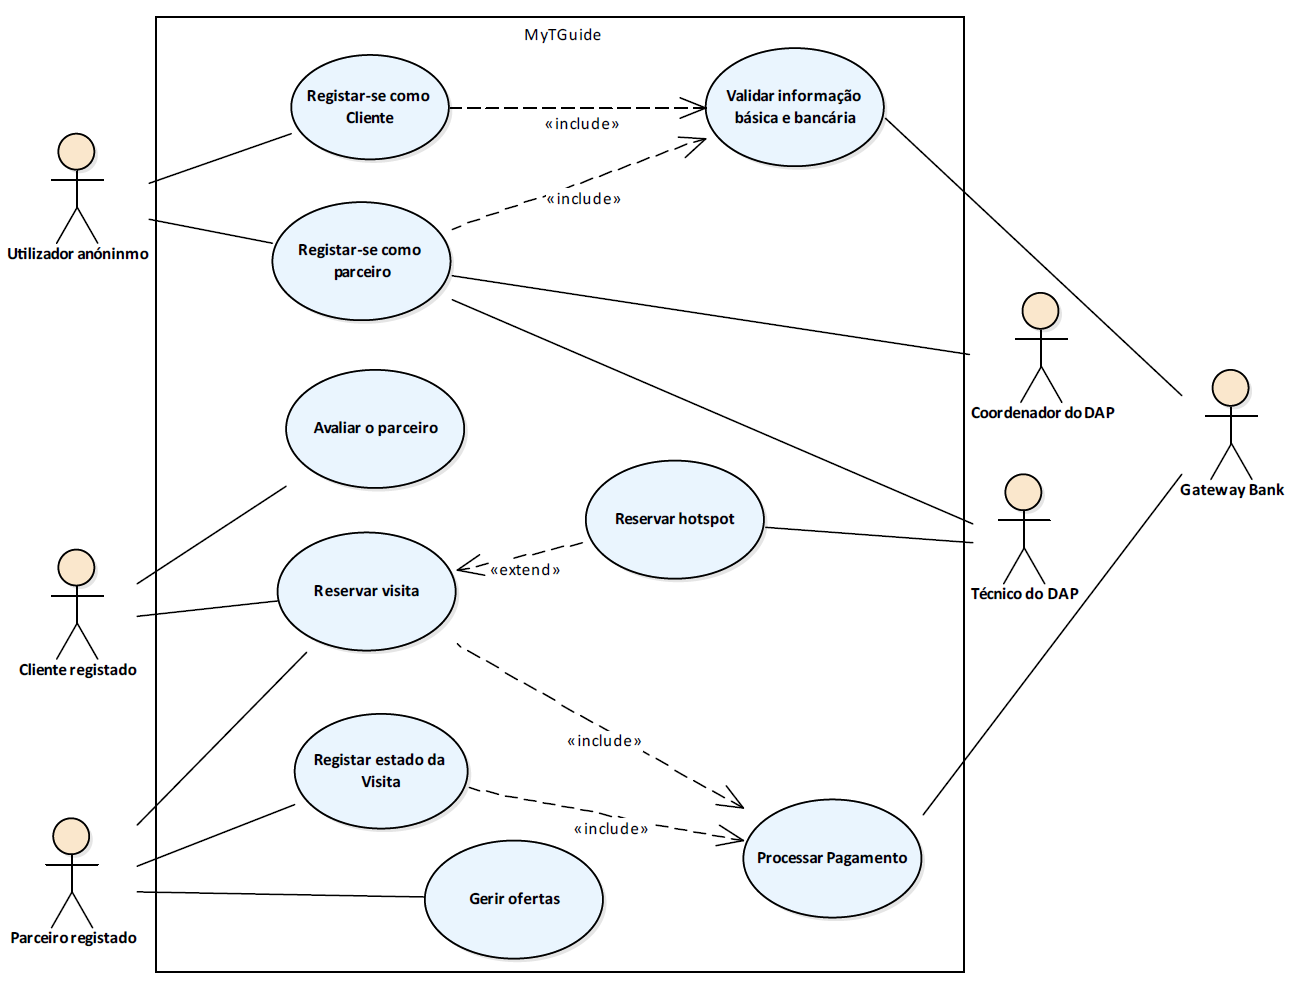 MyTGuide
Registar-se como
Cliente
Validar informação
básica e bancária
«include»
«include»
Utilizador anóninmo
Registar-se como
parceiro
Coordenador do DAP
Avaliar o parceiro
Gateway Bank
Reservar hotspot
«extend»
Reservar visita
Técnico do DAP
Cliente registado
«include»
Registar estado da
Visita
«include»
Processar Pagamento
Gerir ofertas
Parceiro registado